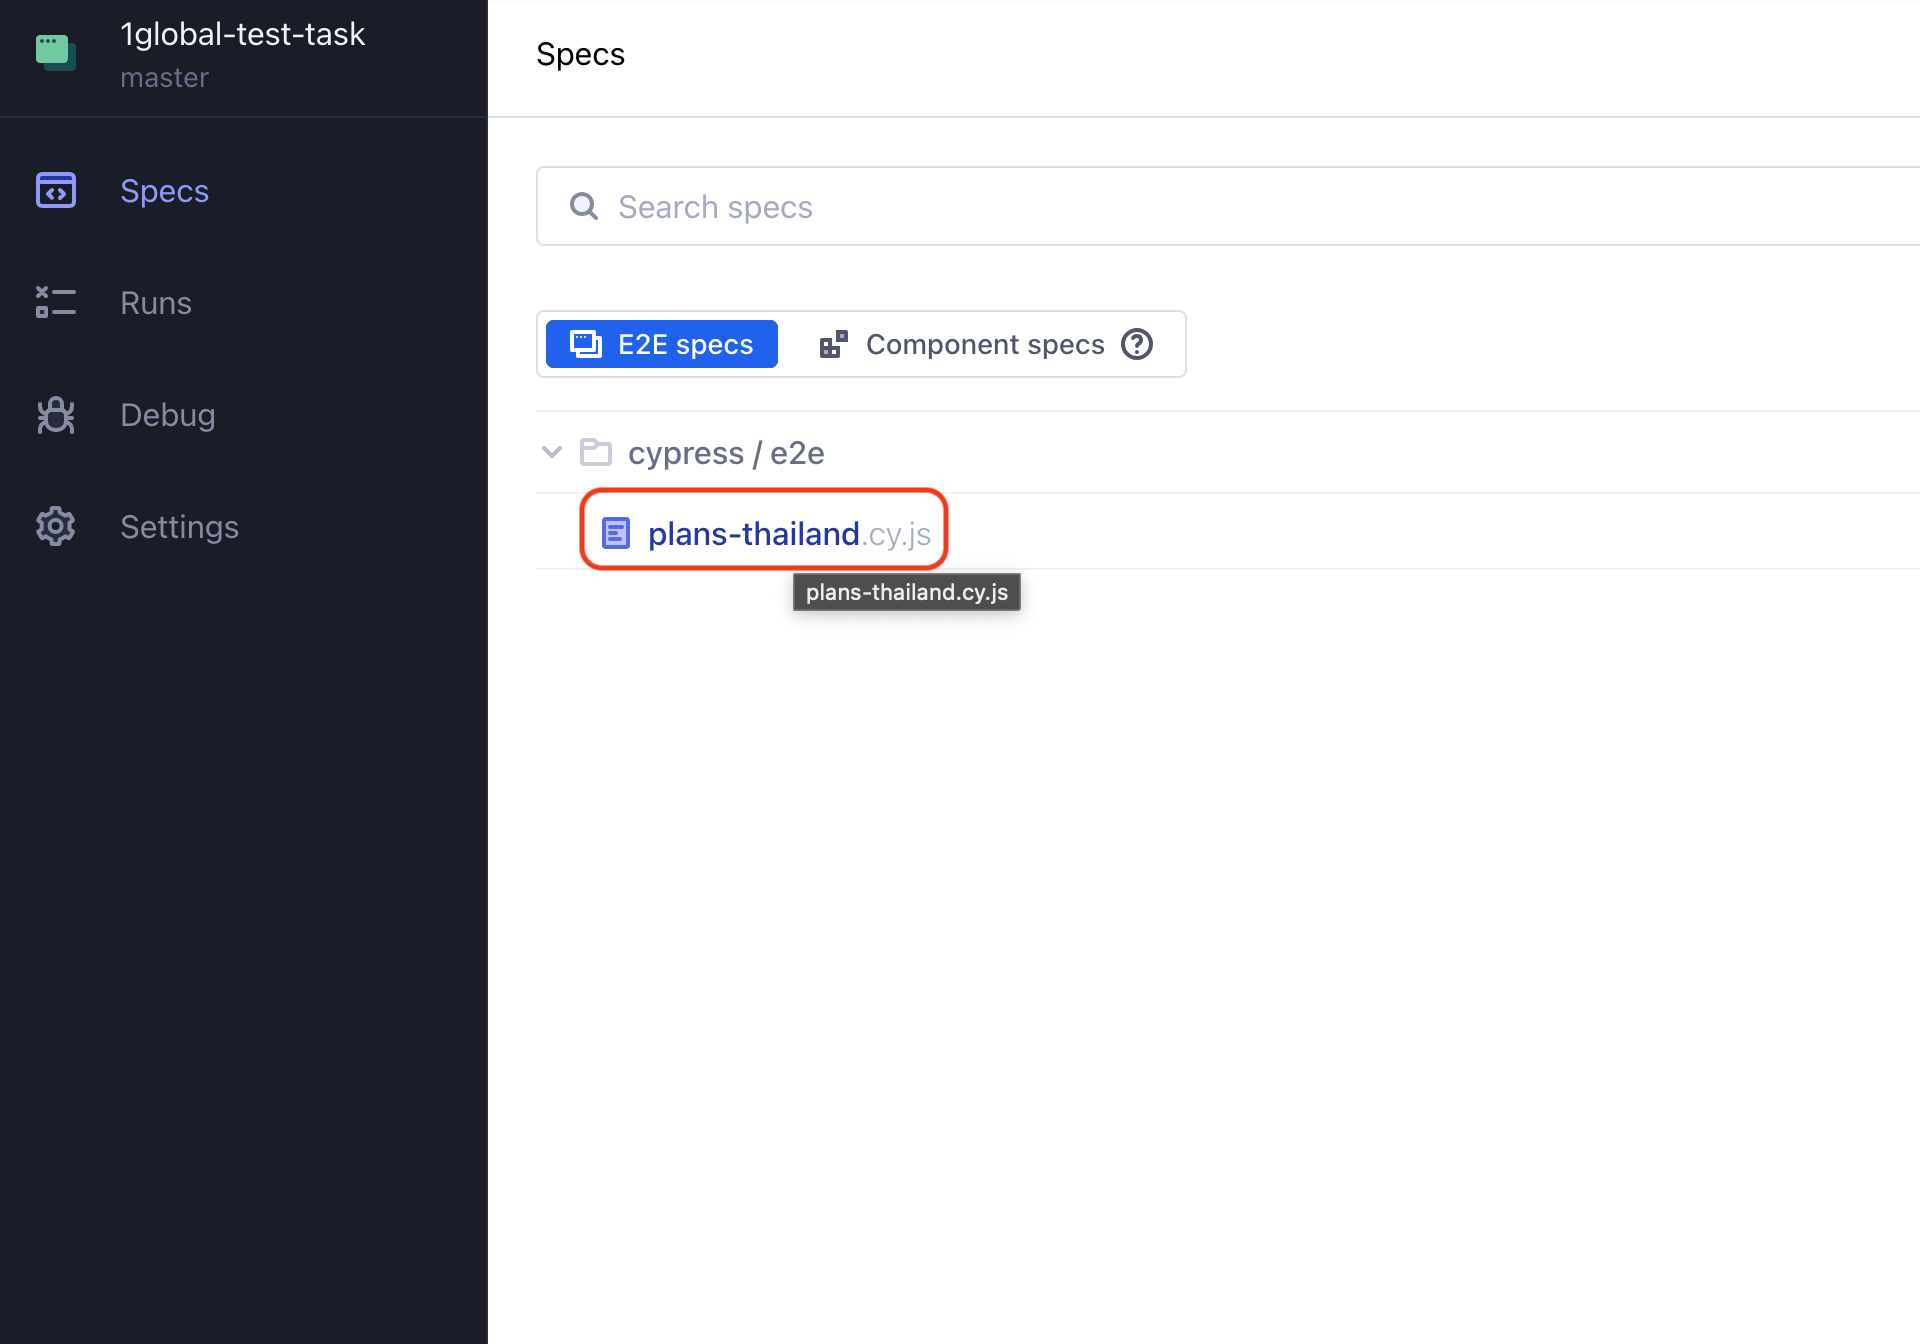 1global-test-task
master
Specs
Runs
Debug
Settings
Specs
Search specs
E2E specs
Component specs
cypress / e2e
plans-thailand.cy.js
plans-thailand.cy.js